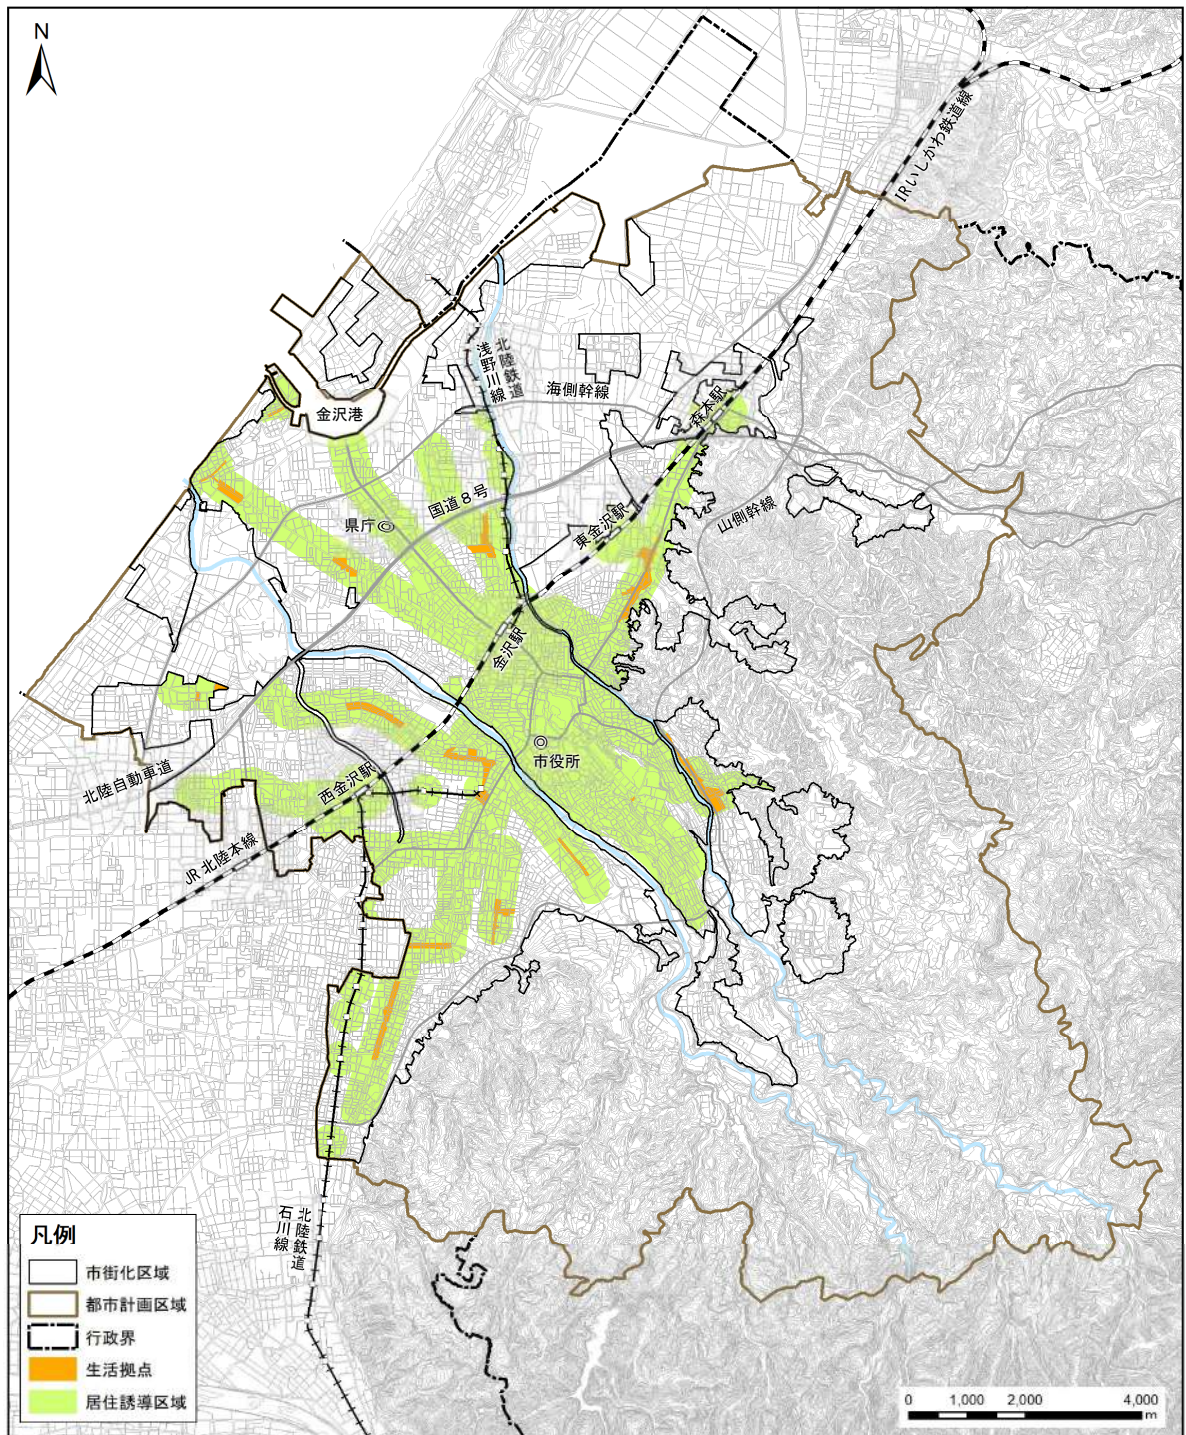 N
IRいしかわ鉄道線
北陸鉄道
浅野川線
海側幹線
金沢港
森本駅
国道8号
県庁
山側幹線
東金沢駅
金沢駅
市役所
北陸自動車道
西金沢駅
JR北陸本線
北陸鉄道
石川線
凡例
市街化区域
都市計画区域
行政界
生活拠点
居住誘導区域
0 1,000 2,000 4,000
m